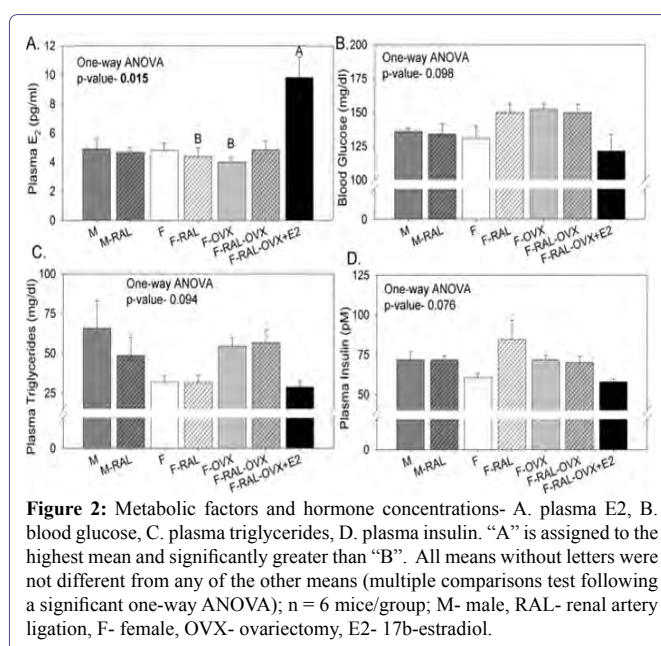 A.
12
10
8
6
4
2
0
Plasma E2 (pg/ml)
One-way ANOVA
p-value- 0.015
A
B
B
M
M-RAL
F
F-RAL
F-OVX
F-RAL-OVX
F-RAL-OVX+E2
B.
200
150
125
100
0
Blood Glucose (mg/dl)
One-way ANOVA
p-value- 0.098
M
M-RAL
F
F-RAL
F-OVX
F-RAL-OVX
F-RAL-OVX+E2
C.
100
75
50
25
0
Plasma Triglycerides (mg/dl)
One-way ANOVA
p-value- 0.094
M
M-RAL
F
F-RAL
F-OVX
F-RAL-OVX
F-RAL-OVX+E2
D.
125
100
75
50
0
Plasma Insulin (pM)
One-way ANOVA
p-value- 0.076
M
M-RAL
F
F-RAL
F-OVX
F-RAL-OVX
F-RAL-OVX+E2
Figure 2: Metabolic factors and hormone concentrations- A. plasma E2, B.
blood glucose, C. plasma triglycerides, D. plasma insulin. “A” is assigned to the
highest mean and significantly greater than “B”. All means without letters were
not different from any of the other means (multiple comparisons test following
a significant one-way ANOVA); n = 6 mice/group; M- male, RAL- renal artery
ligation, F- female, OVX- ovariectomy, E2- 17b-estradiol.